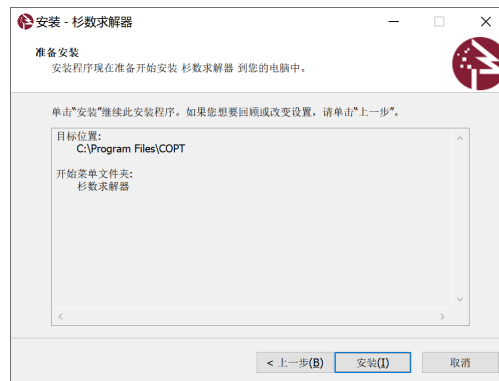 安装 - 杉数求解器
准备安装
安装程序现在准备开始安装 杉数求解器 到您的电脑中。
单击“安装”继续此安装程序。如果您想要回顾或改变设置，请单击“上一步”。
目标位置:
C:\Program Files\COPT
开始菜单文件夹:
杉数求解器
< 上一步(B)
安装(I)
取消